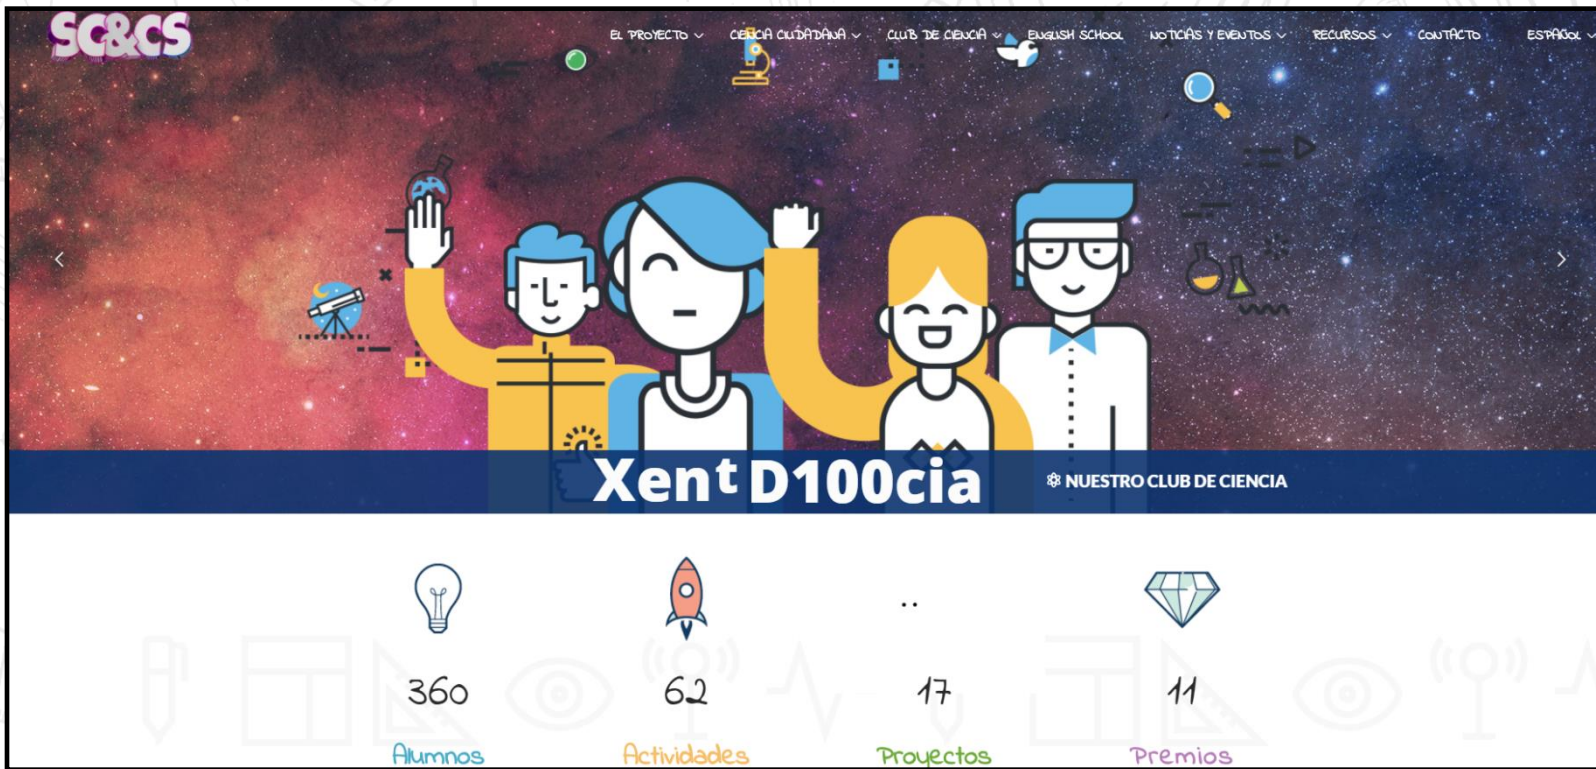 SC&CS
EL PROYECTO CIENCIA CIUDADANA CLUB DE CIENCIA ENGLISH SCHOOL NOTICIAS Y EVENTOS RECURSOS CONTACTO ESPAÑOL
Xent D100cia
NUESTRO CLUB DE CIENCIA
360 62 17 11
Alumnos Actividades Proyectos Premios